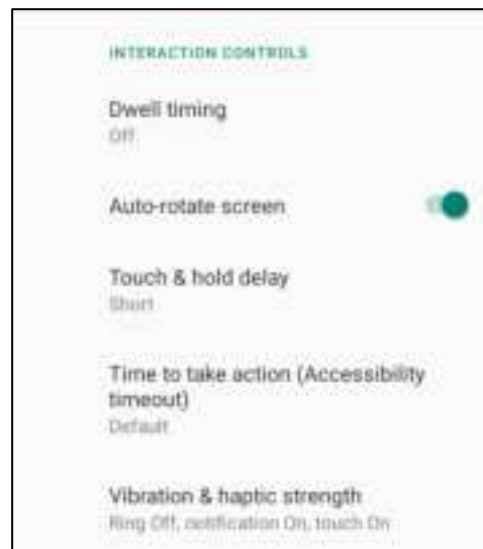 INTERACTION CONTROLS
Dwell timing
Off
Auto-rotate screen
Touch & hold delay
Short
Time to take action (Accessibility
timeout)
Default
Vibration & haptic strength
Ring Off, notification On, touch On